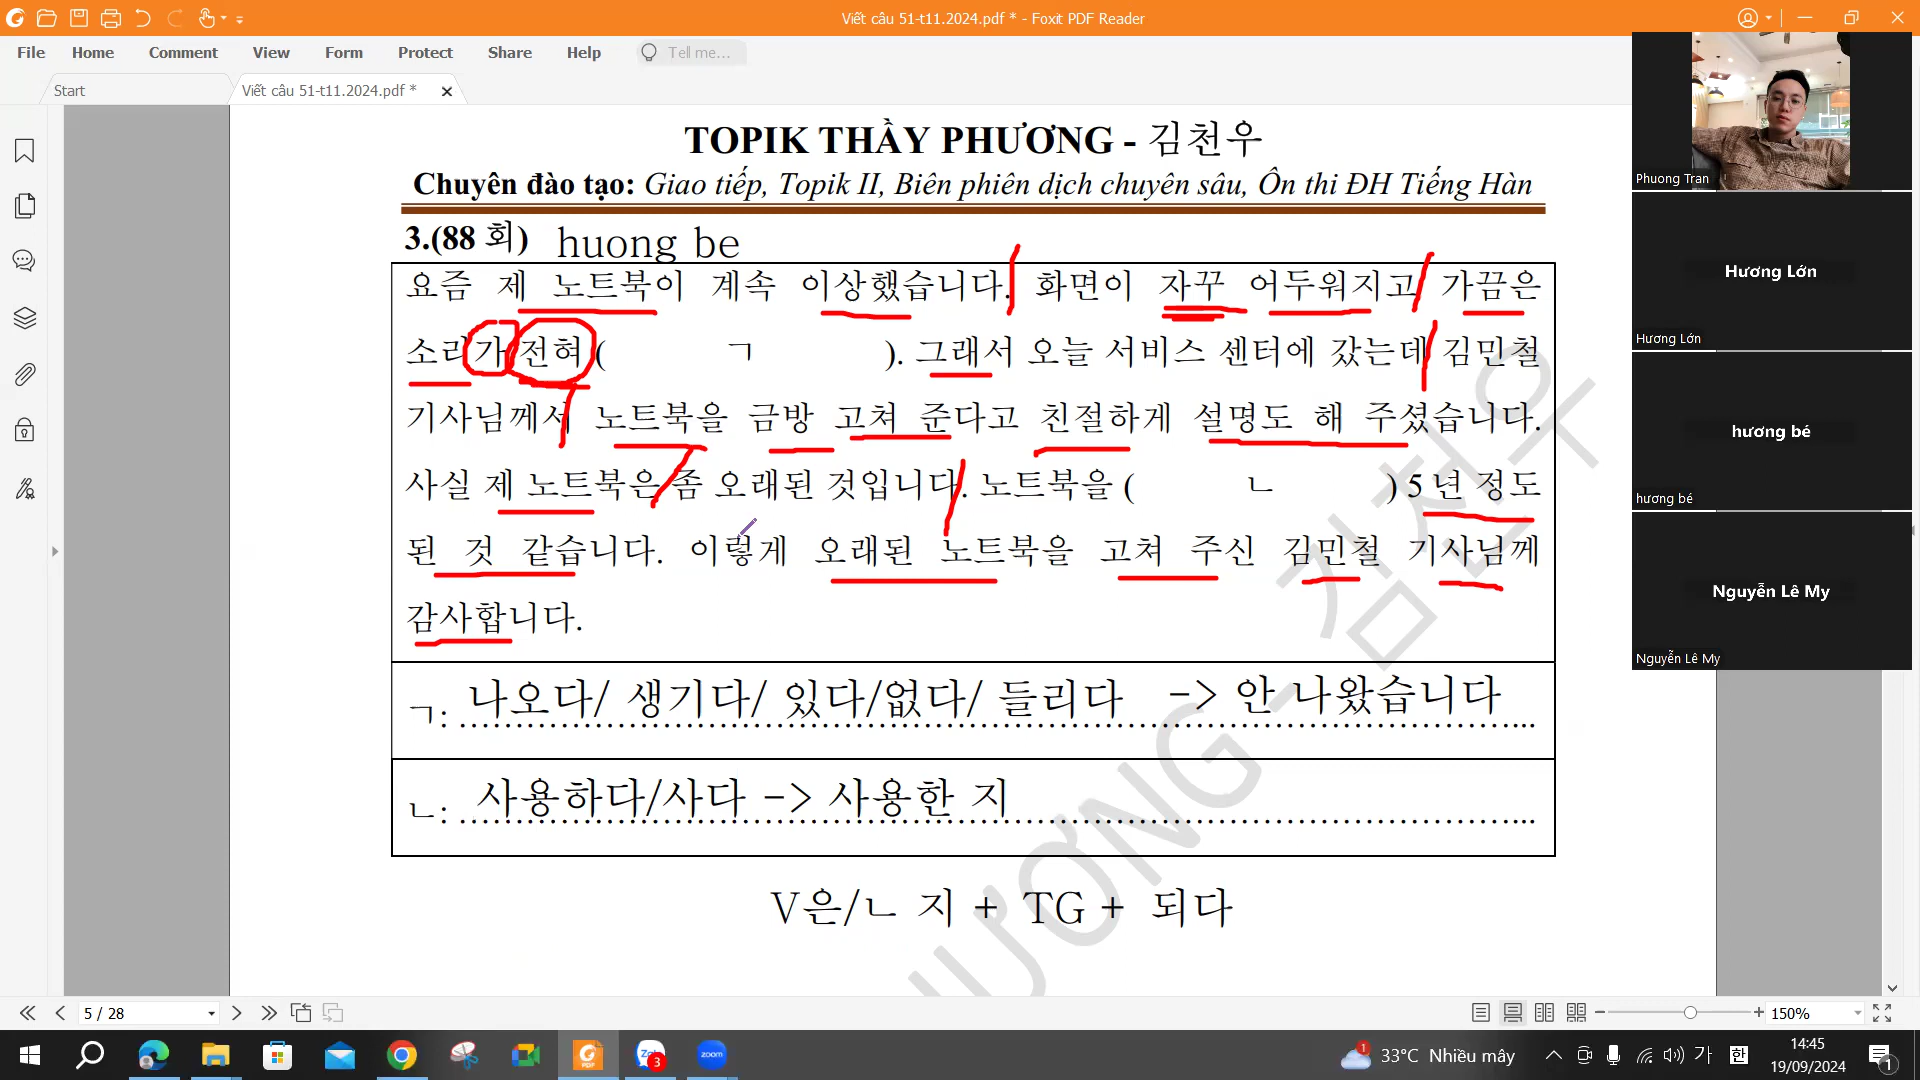 Viết câu 51-t11.2024.pdf * - Foxit PDF Reader
File Home Comment View Form Protect Share Help Tell me...
Start
Viết câu 51-t11.2024.pdf *
TOPIK THẦY PHƯƠNG - 김천우
Chuyên đào tạo: Giao tiếp, Topik II, Biên phiên dịch chuyên sâu, Ôn thi ĐH Tiếng Hàn
3.(88 회) huong be
요즘 제 노트북이 계속 이상했습니다. 화면이 자꾸 어두워지고 가끔은
소리가 전혀 ( ㄱ ). 그래서 오늘 서비스 센터에 갔는데 김민철
기사님께서 노트북을 금방 고쳐 준다고 친절하게 설명도 해 주셨습니다.
사실 제 노트북은 좀 오래된 것입니다. 노트북을 ( ㄴ ) 5 년 정도
된 것 같습니다. 이렇게 오래된 노트북을 고쳐 주신 김민철 기사님께
감사합니다.
ㄱ: 나오다/ 생기다/ 있다/없다/ 들리다 -> 안 나왔습니다
ㄴ: 사용하다/사다 -> 사용한 지
V은/ㄴ 지 + TG + 되다
ƯƠNG - 김천우
Phuong Tran
Hương Lớn
Hương Lớn
hương bé
hương bé
Nguyễn Lê My
Nguyễn Lê My
5 / 28
150%
PDF
3
zoom
1
33°C Nhiều mây
가
한
14:45
19/09/2024
1